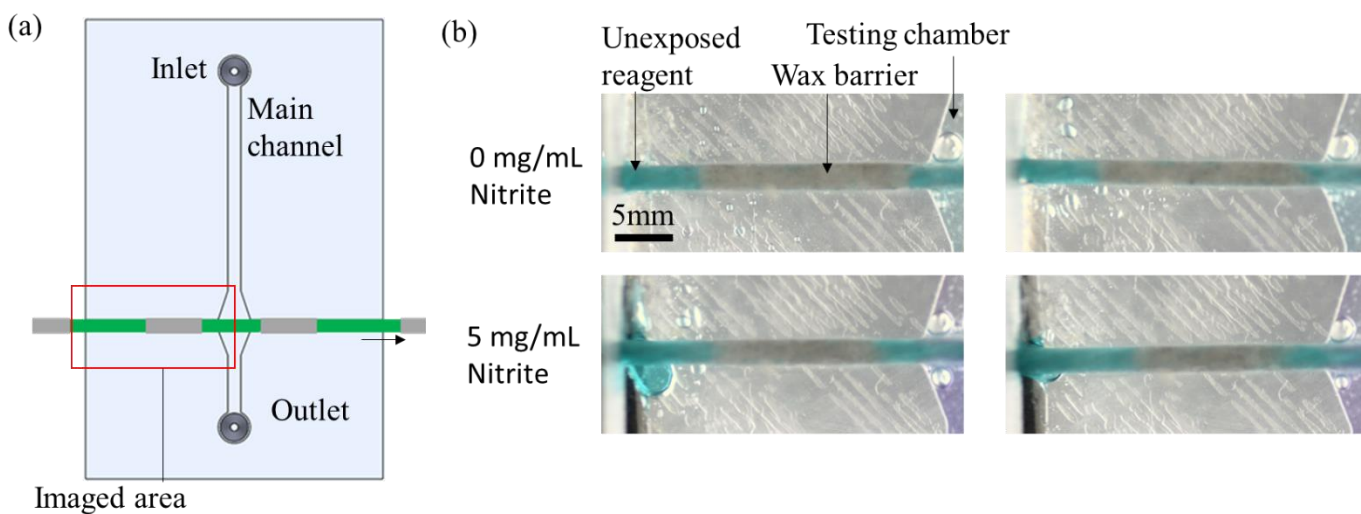 (a)
Inlet
Main
channel
Outlet
Imaged area
(b)
Unexposed
reagent
Testing chamber
Wax barrier
0 mg/mL
Nitrite
5mm
5 mg/mL
Nitrite